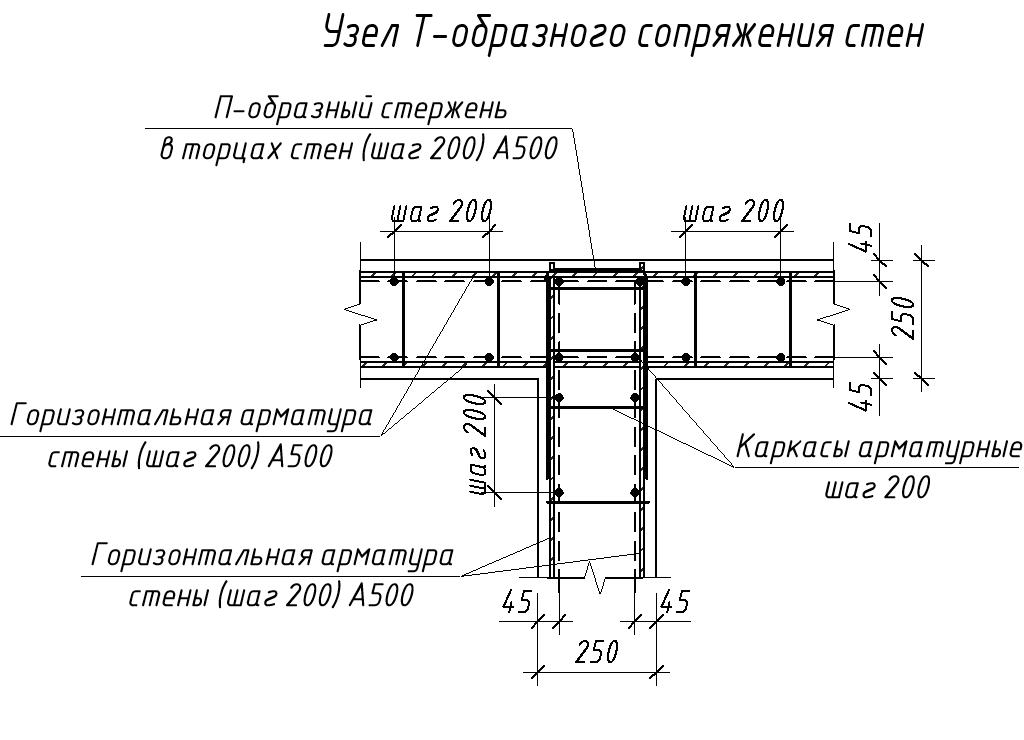 Узел Т-образного сопряжения стен
П-образный стержень
в торцах стен (шаг 200) А500
шаг 200
шаг 200
45
250
45
Горизонтальная арматура
стены (шаг 200) А500
шаг 200
Каркасы арматурные
шаг 200
Горизонтальная арматура
стены (шаг 200) А500
45
45
250